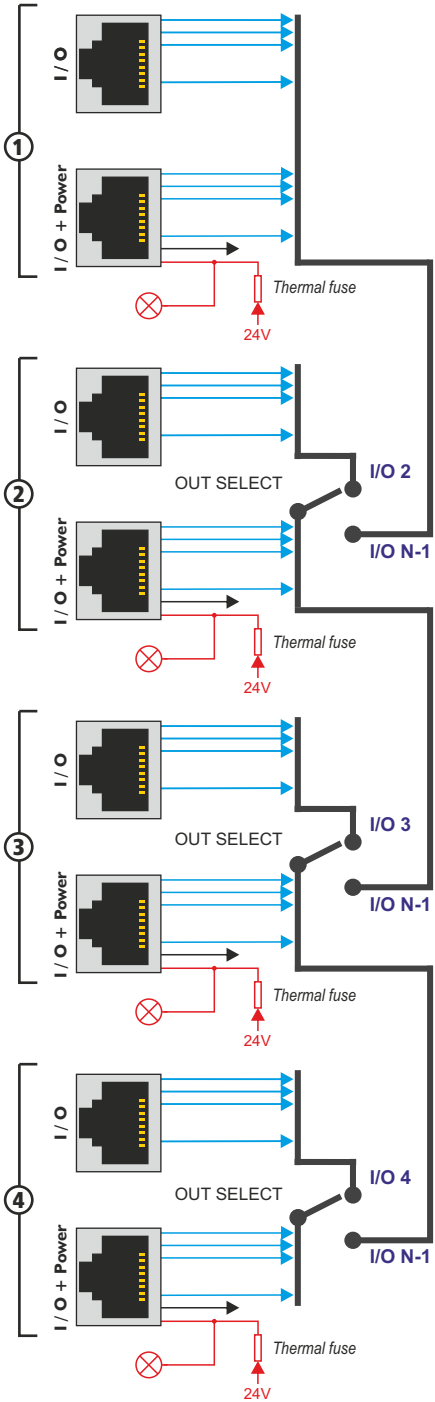 I / O
1
I / O + Power
Thermal fuse
24V
I / O
I/O 2
OUT SELECT
2
I/O N-1
I / O + Power
Thermal fuse
24V
I / O
I/O 3
OUT SELECT
3
I/O N-1
I / O + Power
Thermal fuse
24V
I / O
I/O 4
OUT SELECT
4
I/O N-1
I / O + Power
Thermal fuse
24V